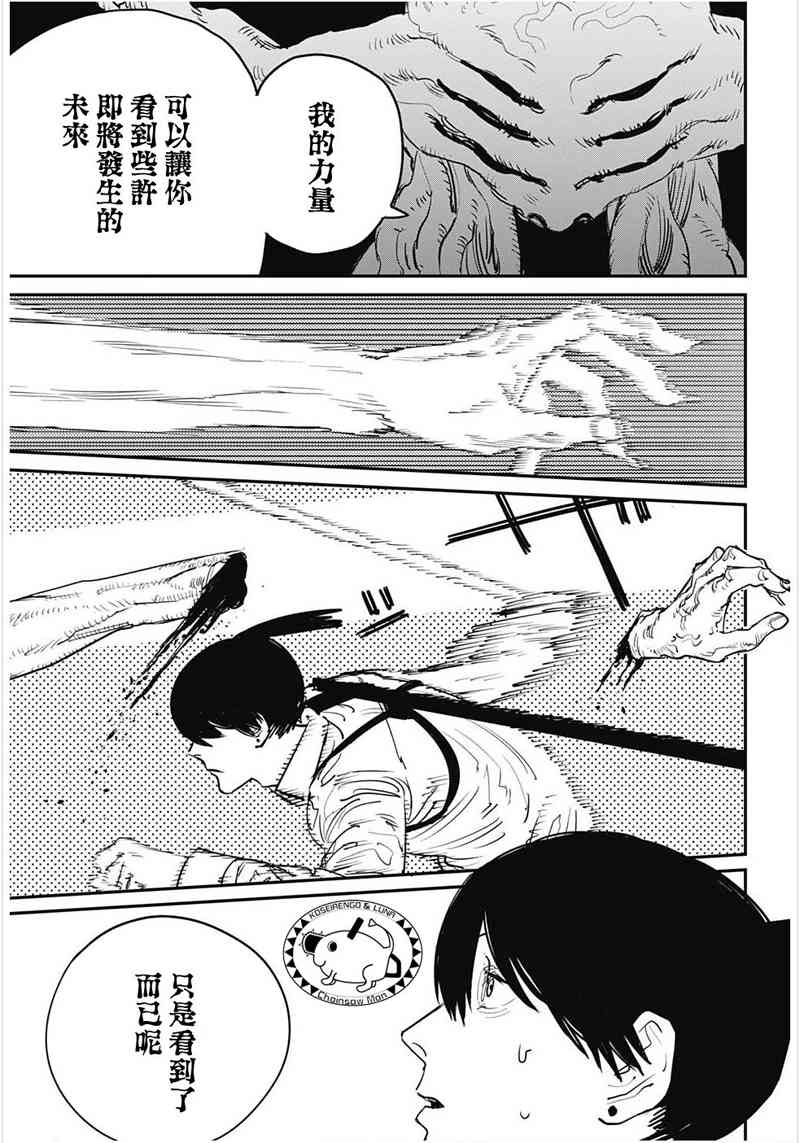 我的力量
可以讓你
看到些許
即將發生的
未來
KOSEIRENGO & LUNA
Chainsaw Man
只是看到了
而已呢